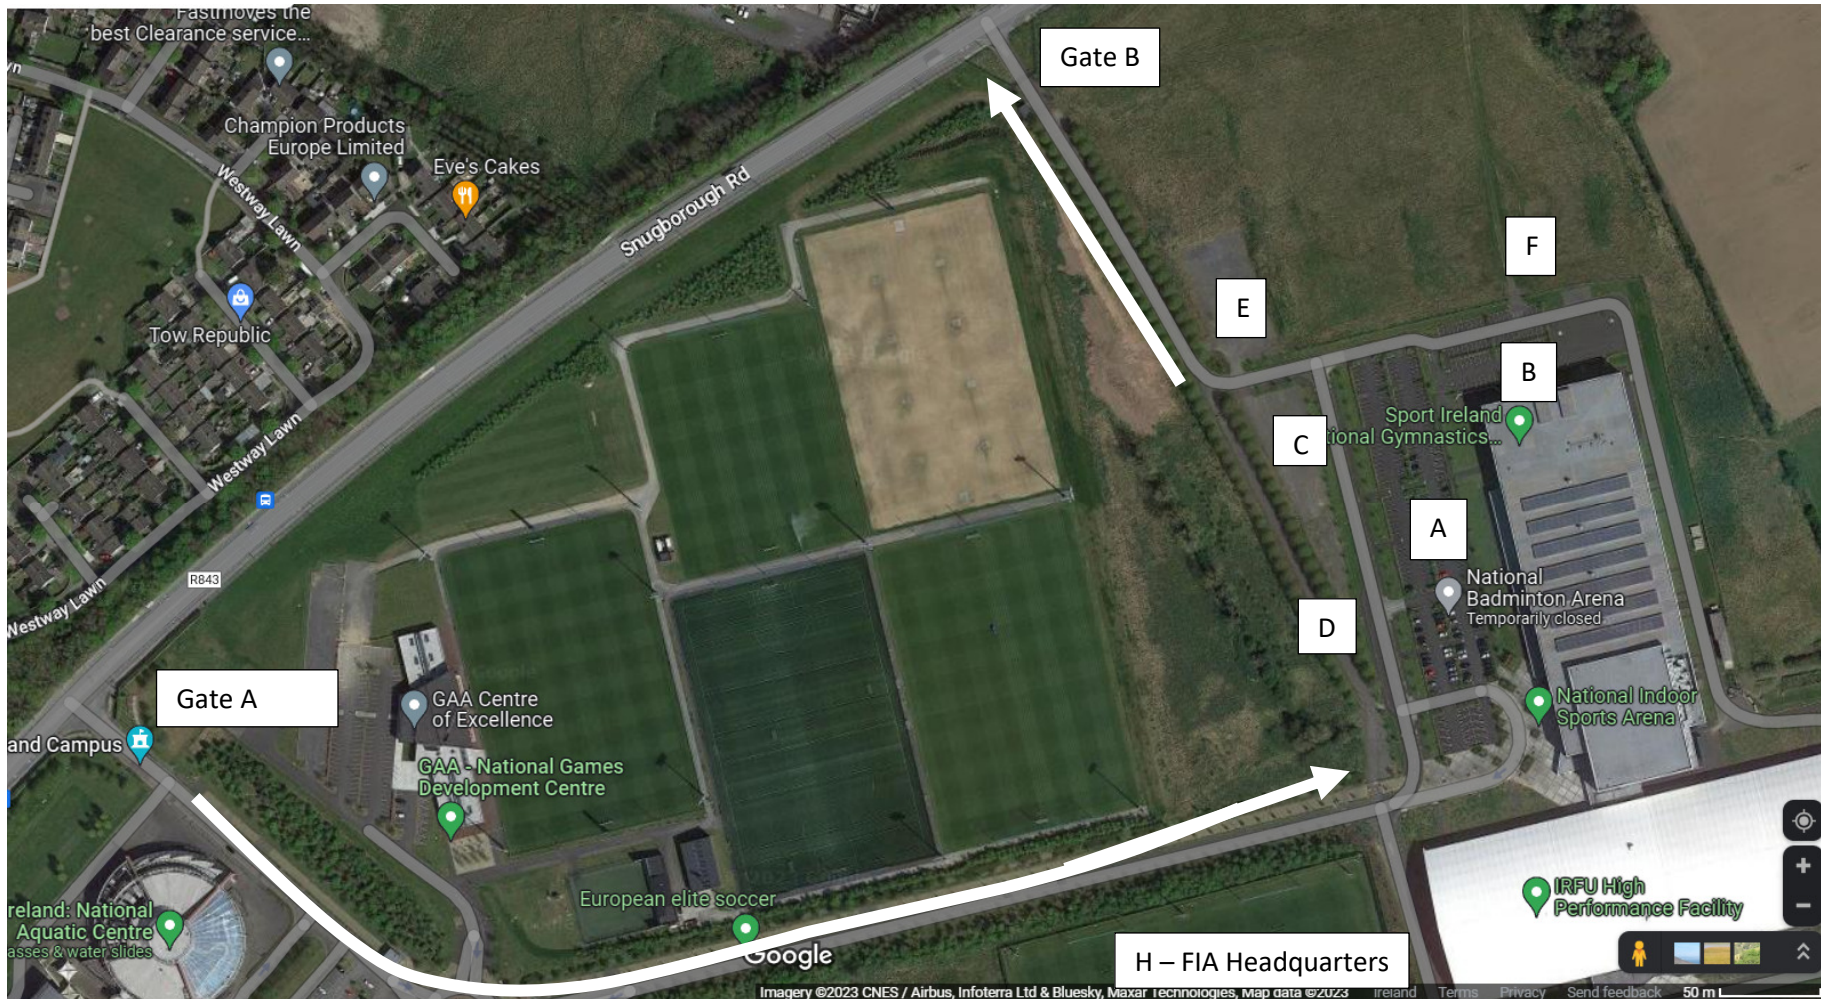 Fastmoves the
best Clearance service...
Gate B
Champion Products
Europe Limited
Eve's Cakes
Westway Lawn
Snugborough Rd
F
E
Tow Republic
B
Sport Ireland
tional Gymnastics...
C
Westway Lawn
A
R843
National
Badminton Arena
Temporarily closed
Westway Lawn
D
Gate A
GAA Centre
of Excellence
National Indoor
Sports Arena
and Campus
GAA - National Games
Development Centre
European elite soccer
IRFU High
Performance Facility
reland: National
Aquatic Centre
asses & water slides
Google
H – FIA Headquarters
Imagery ©2023 CNES / Airbus, Infoterra Ltd & Bluesky, Maxar Technologies, Map data ©2023 Ireland Terms Privacy Send feedback 50 m